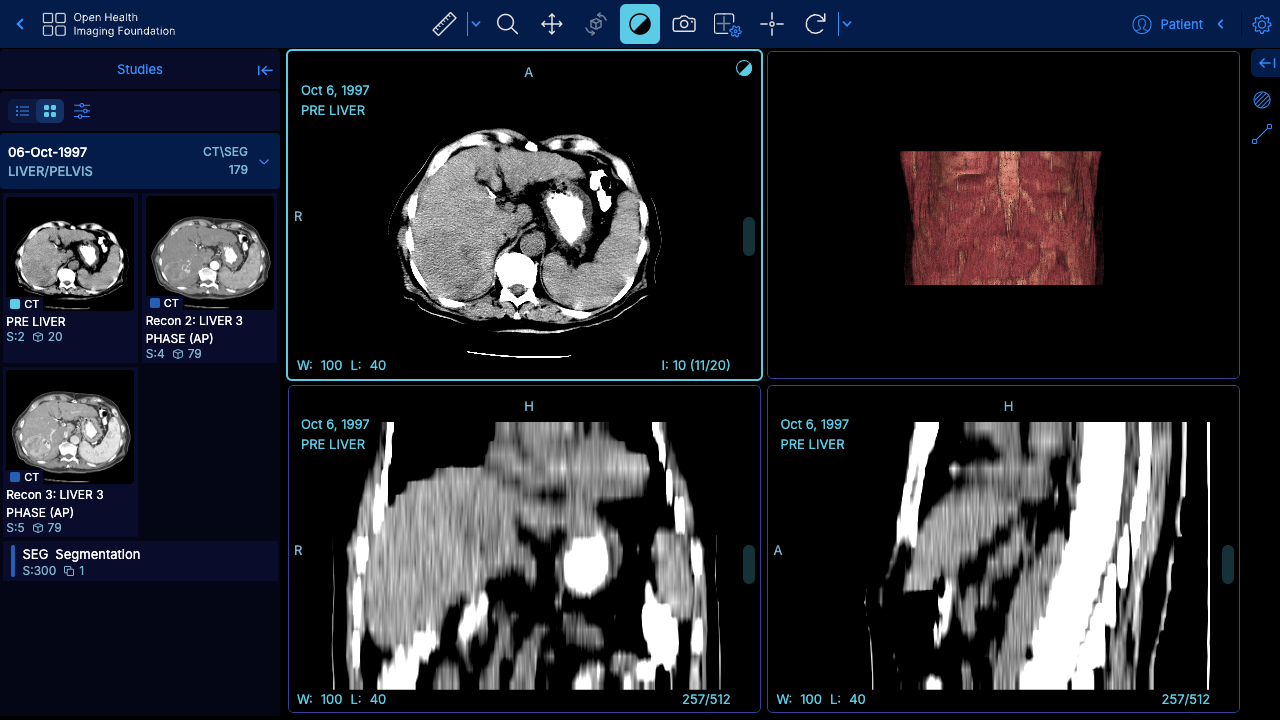 Open Health
Imaging Foundation
Patient
Studies
06-Oct-1997
CT\SEG
LIVER/PELVIS
179
CT
PRE LIVER
S:2
20
CT
Recon 2: LIVER 3
PHASE (AP)
S:4
79
CT
Recon 3: LIVER 3
PHASE (AP)
S:5
79
SEG Segmentation
S:300
1
A
Oct 6, 1997
PRE LIVER
R
W: 100 L: 40
I: 10 (11/20)
H
Oct 6, 1997
PRE LIVER
R
W: 100 L: 40
257/512
H
Oct 6, 1997
PRE LIVER
A
W: 100 L: 40
257/512